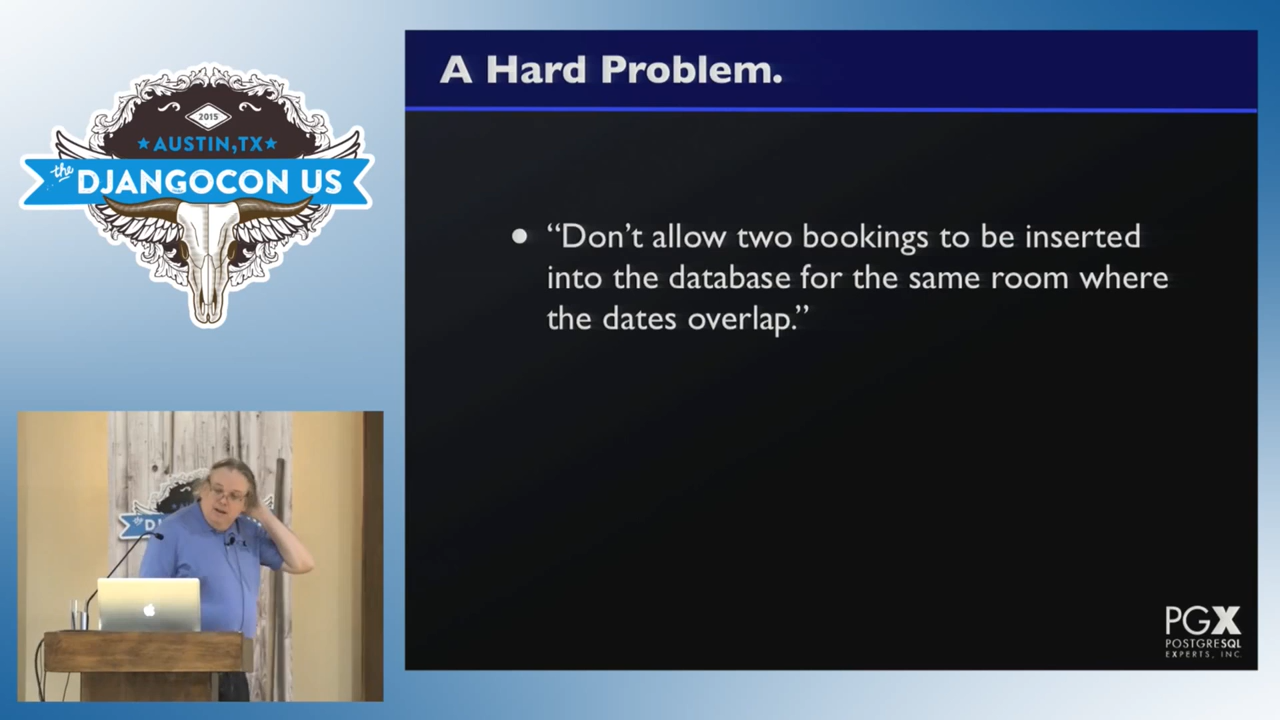 2015
★ AUSTIN,TX ★
the
DJANGOCON US
A Hard Problem.
● “Don’t allow two bookings to be inserted
into the database for the same room where
the dates overlap.”
PGX
POSTGRESQL
EXPERTS, INC.